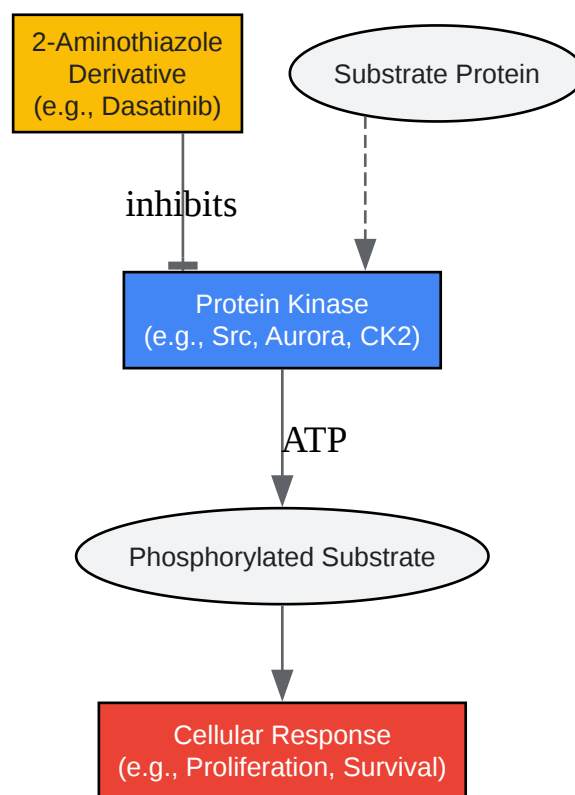 2-Aminothiazole
Derivative
(e.g., Dasatinib)
Substrate Protein
inhibits
Protein Kinase
(e.g., Src, Aurora, CK2)
ATP
Phosphorylated Substrate
Cellular Response
(e.g., Proliferation, Survival)